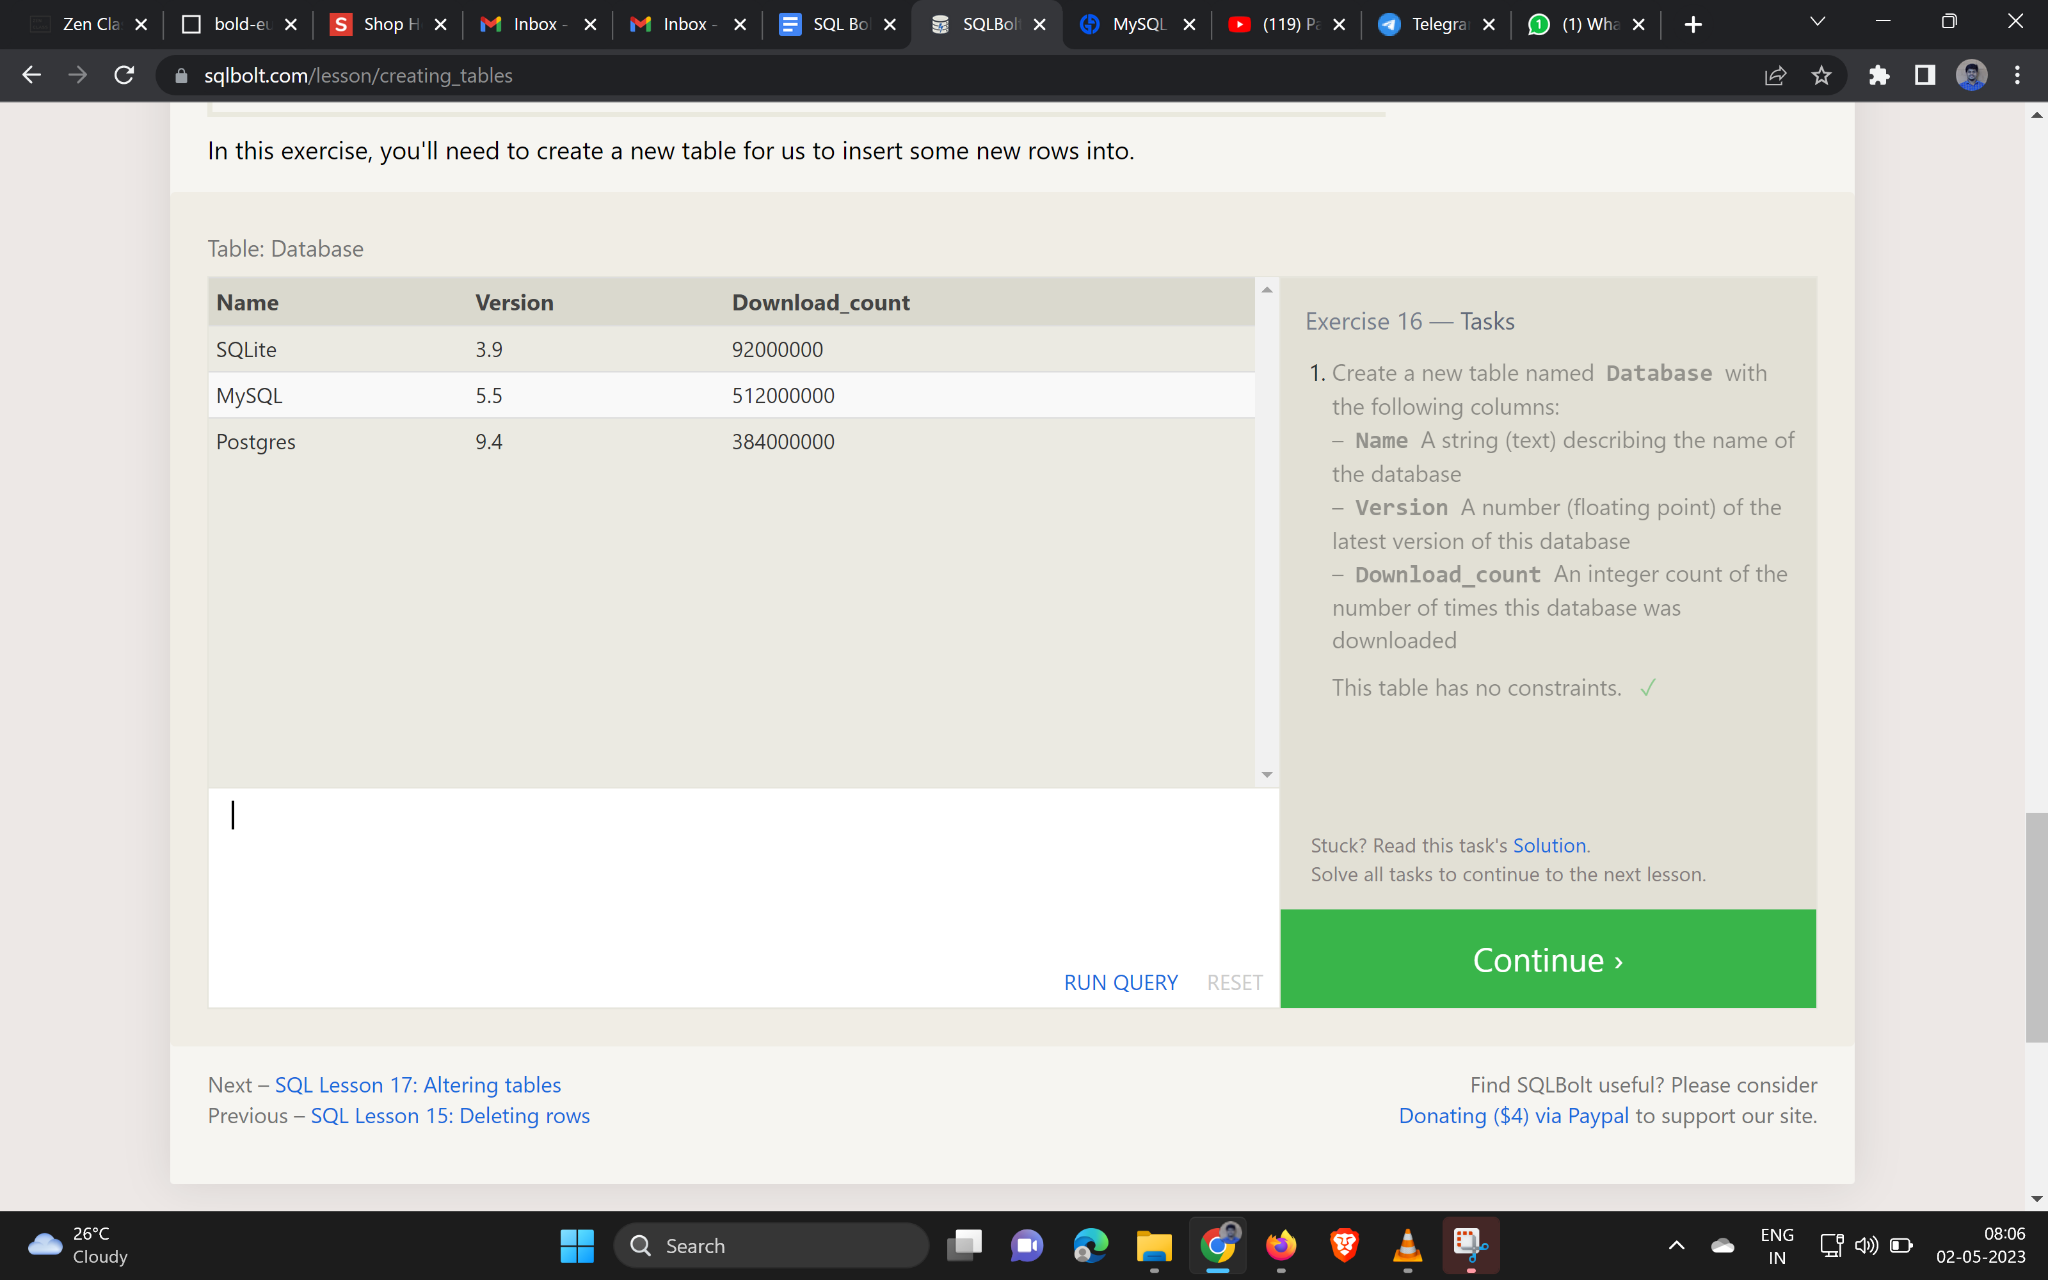 Zen Cla
bold-eu
Shop H
Inbox -
Inbox -
SQL Bol
SQLBolt
MySQL
(119) Pa
Telegra
(1) Wha
sqlbolt.com/lesson/creating_tables
In this exercise, you'll need to create a new table for us to insert some new rows into.
Table: Database
Name Version Download_count
SQLite 3.9 92000000
MySQL 5.5 512000000
Postgres 9.4 384000000
Exercise 16 — Tasks
1. Create a new table named Database with
the following columns:
– Name A string (text) describing the name of
the database
– Version A number (floating point) of the
latest version of this database
– Download_count An integer count of the
number of times this database was
downloaded
This table has no constraints. ✓
Stuck? Read this task's Solution.
Solve all tasks to continue to the next lesson.
RUN QUERY RESET
Continue ›
Next – SQL Lesson 17: Altering tables
Previous – SQL Lesson 15: Deleting rows
Find SQLBolt useful? Please consider
Donating ($4) via Paypal to support our site.
26°C
Cloudy
Search
ENG
IN
08:06
02-05-2023